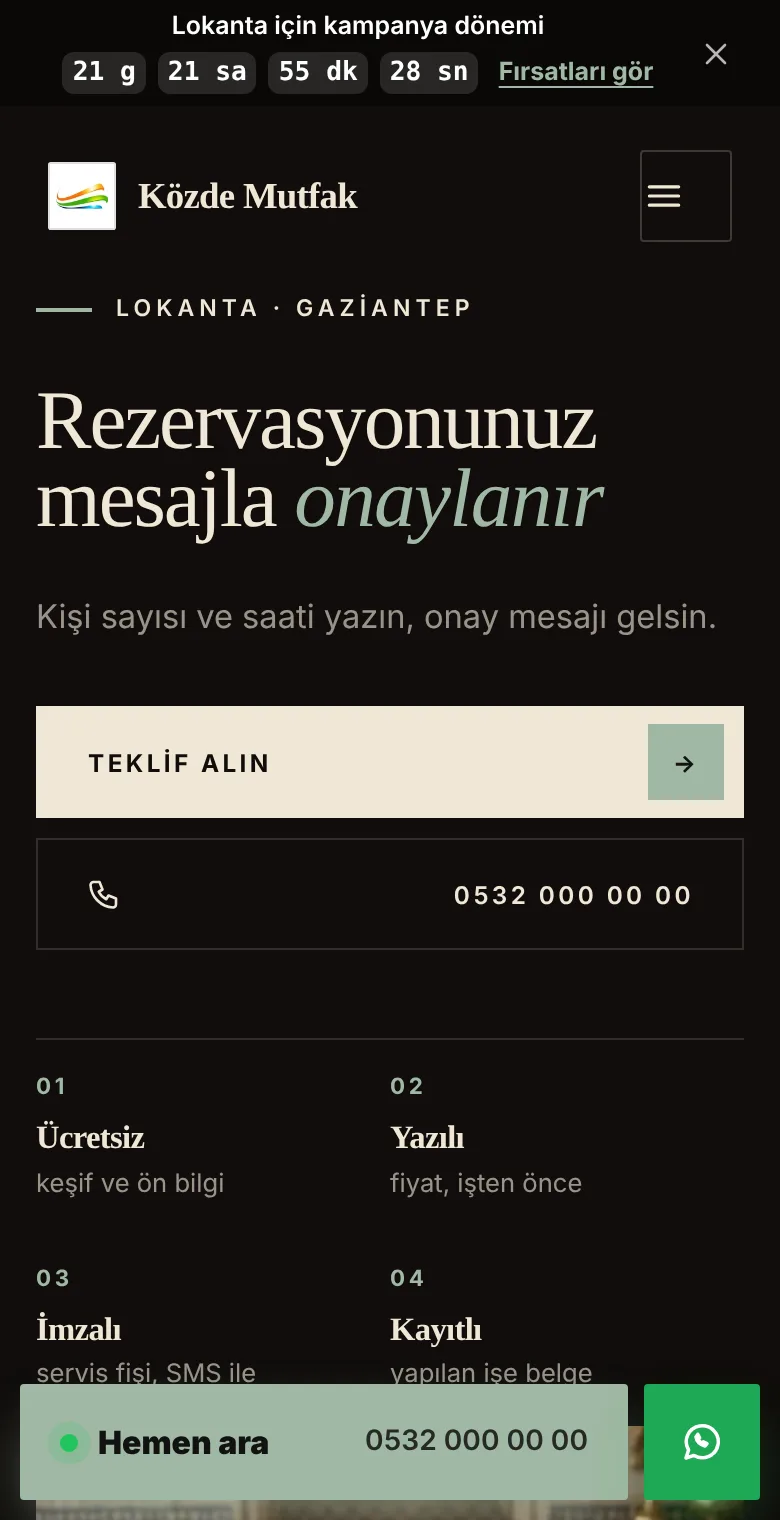 Lokanta için kampanya dönemi
21 g 21 sa 55 dk 28 sn Fırsatları gör
Közde Mutfak
LOKANTA · GAZİANTEP
Rezervasyonunuz
mesajla onaylanır
Kişi sayısı ve saati yazın, onay mesajı gelsin.
TEKLİF ALIN
0532 000 00 00
01
Ücretsiz
keşif ve ön bilgi
02
Yazılı
fiyat, işten önce
03
İmzalı
servis fişi, SMS ile
04
Kayıtlı
yapılan işe belge
Hemen ara 0532 000 00 00